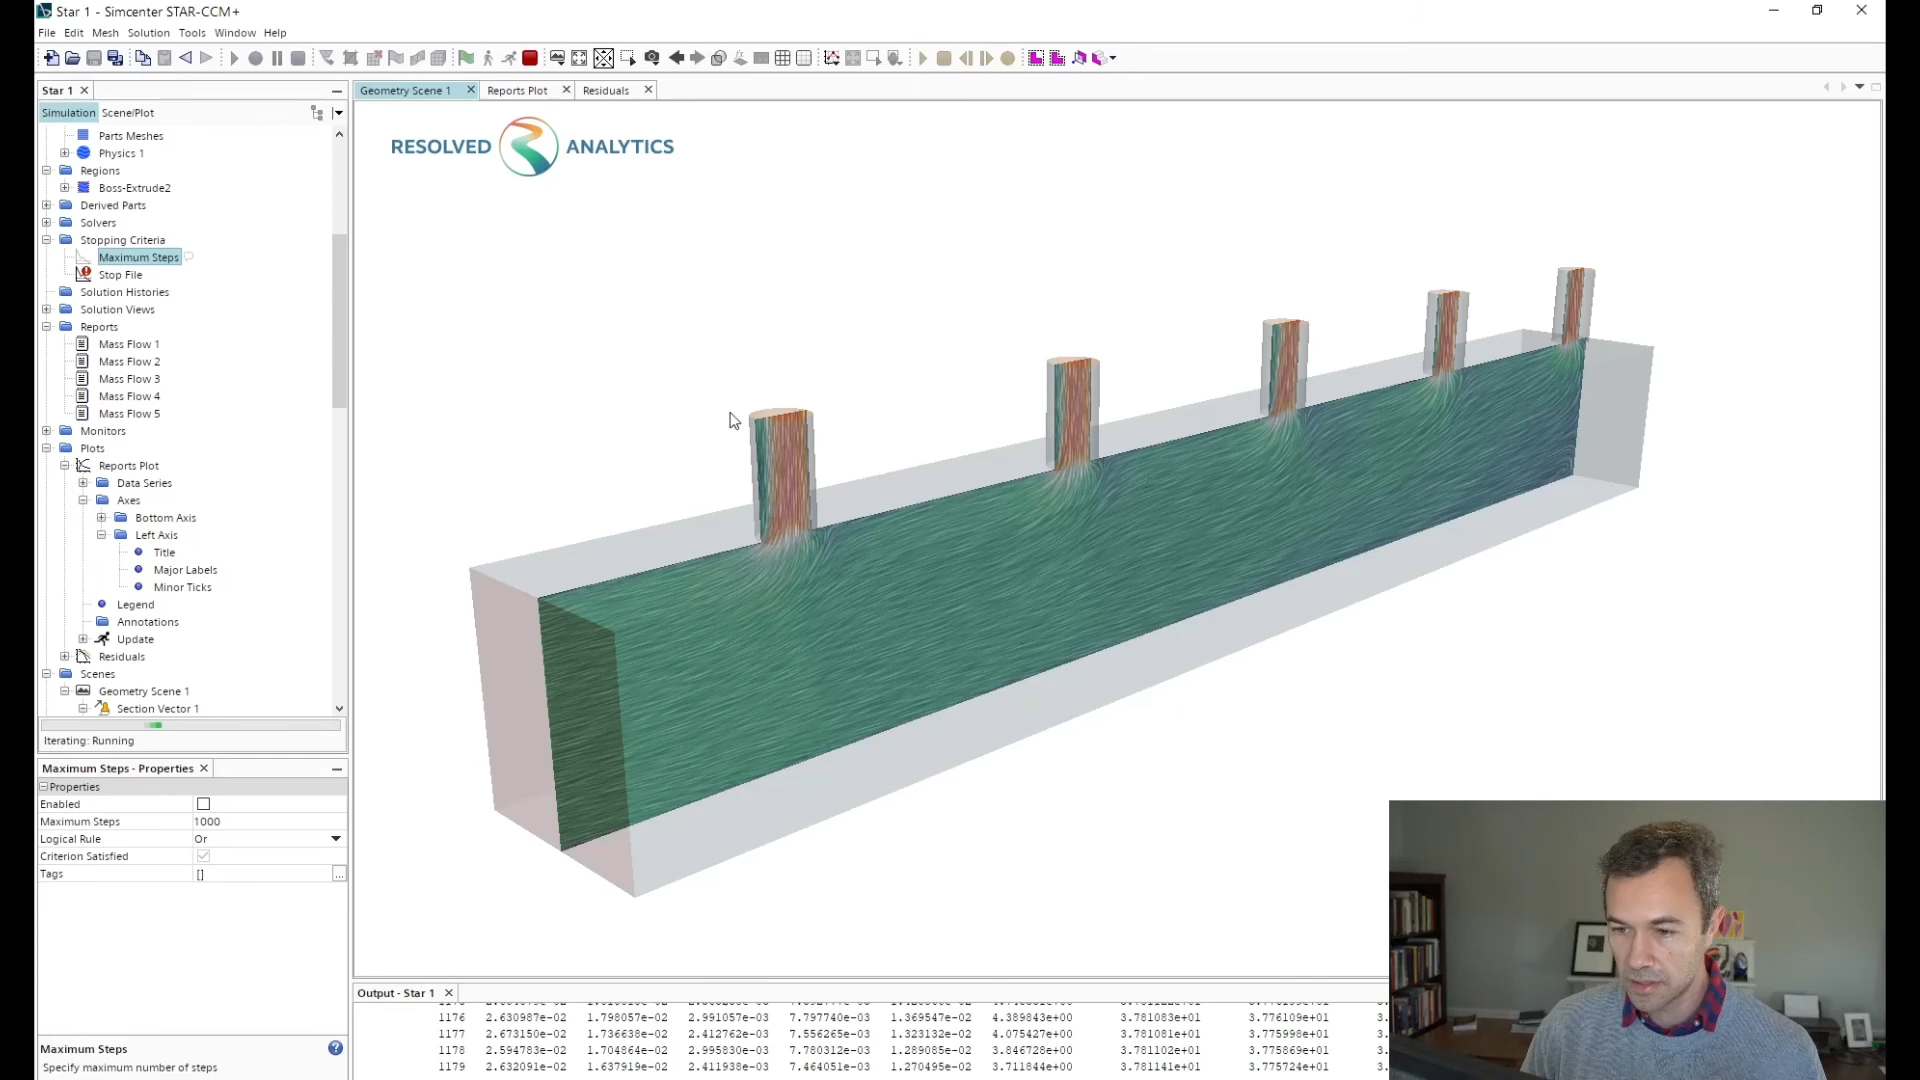 Star 1 - Simcenter STAR-CCM+
File Edit Mesh Solution Tools Window Help
Star 1
Geometry Scene 1 Reports Plot Residuals
Simulation Scene/Plot
RESOLVED ANALYTICS
Parts Meshes
Physics 1
Regions
Boss-Extrude2
Derived Parts
Solvers
Stopping Criteria
Maximum Steps
Stop File
Solution Histories
Solution Views
Reports
Mass Flow 1
Mass Flow 2
Mass Flow 3
Mass Flow 4
Mass Flow 5
Monitors
Plots
Reports Plot
Data Series
Axes
Bottom Axis
Left Axis
Title
Major Labels
Minor Ticks
Legend
Annotations
Update
Residuals
Scenes
Geometry Scene 1
Section Vector 1
Iterating: Running
Maximum Steps - Properties
Properties
Enabled
Maximum Steps 1000
Logical Rule Or
Criterion Satisfied
Tags [] ...
Maximum Steps
Specify maximum number of steps
Output - Star 1
1176 2.630987e-02 1.798057e-02 2.991057e-03 7.797740e-03 1.369547e-02 4.389843e+00 3.781083e+01 3.776109e+01 3.
1177 2.673150e-02 1.736638e-02 2.412762e-03 7.556265e-03 1.323132e-02 4.075427e+00 3.781081e+01 3.775998e+01 3.
1178 2.594783e-02 1.704864e-02 2.995830e-03 7.780312e-03 1.289085e-02 3.846728e+00 3.781102e+01 3.775869e+01 3.
1179 2.632091e-02 1.637919e-02 2.411938e-03 7.464051e-03 1.270495e-02 3.711844e+00 3.781141e+01 3.775724e+01 3.